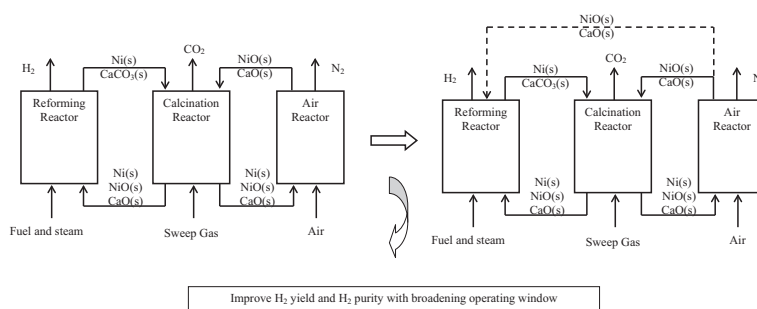 NiO(s)
CaO(s)
H₂
Ni(s)
CaCO₃(s)
CO₂
NiO(s)
CaO(s)
N₂
Reforming
Reactor
Calcination
Reactor
Air
Reactor
Ni(s)
NiO(s)
CaO(s)
Ni(s)
NiO(s)
CaO(s)
Fuel and steam
Sweep Gas
Air
H₂
Ni(s)
CaCO₃(s)
CO₂
NiO(s)
CaO(s)
N
Reforming
Reactor
Calcination
Reactor
Air
Reactor
Ni(s)
NiO(s)
CaO(s)
Ni(s)
NiO(s)
CaO(s)
Fuel and steam
Sweep Gas
Air
Improve H₂ yield and H₂ purity with broadening operating window